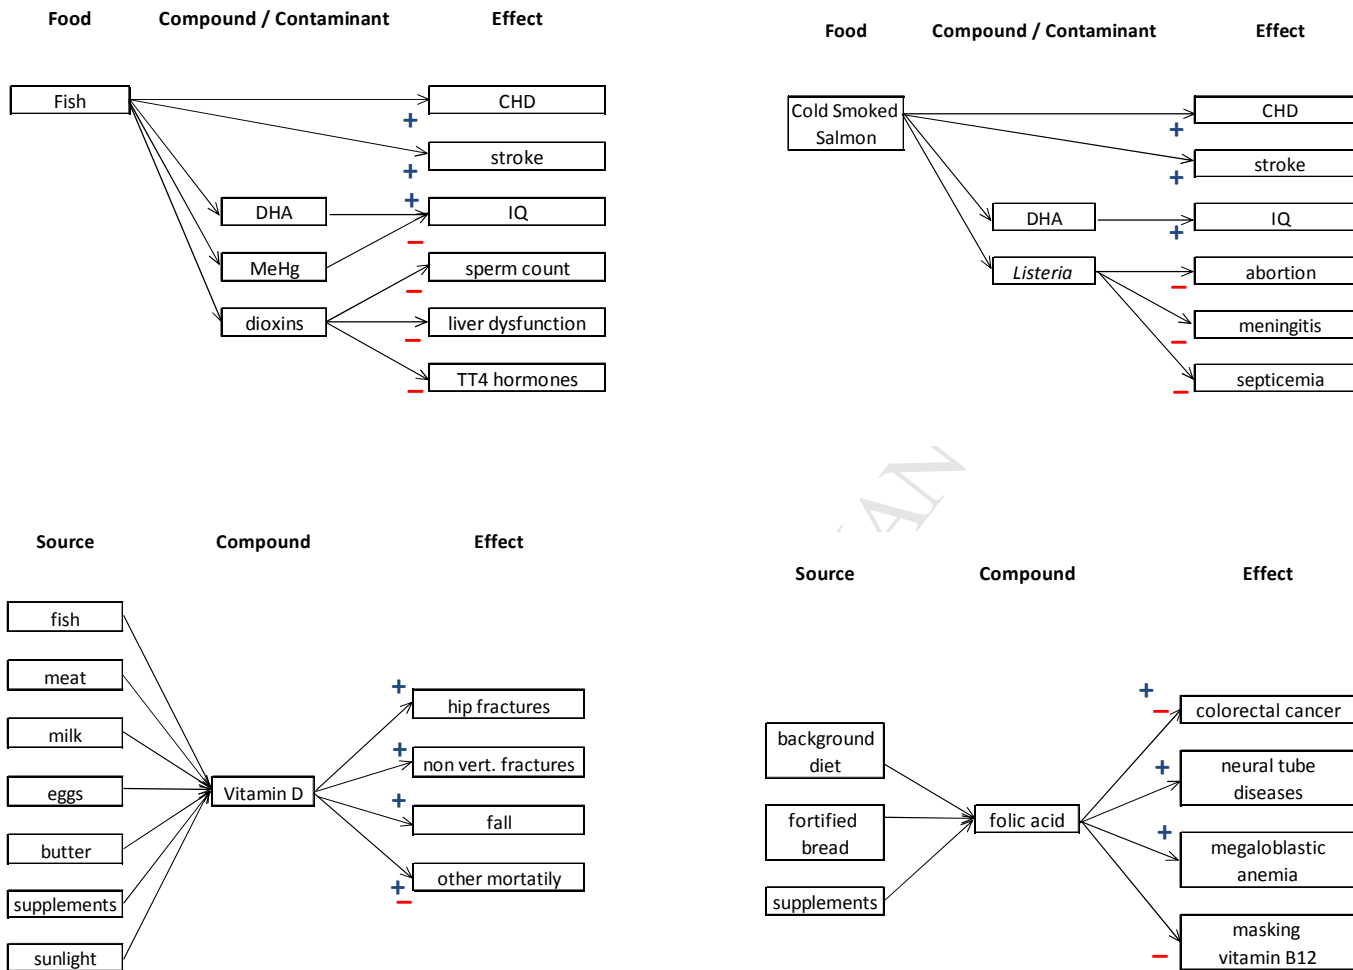 Food Compound / Contaminant Effect
Fish
CHD
+
stroke
+
+
DHA
IQ
−
MeHg
sperm count
−
dioxins
liver dysfunction
−
TT4 hormones
−
Food Compound / Contaminant Effect
Cold Smoked
Salmon
CHD
+
stroke
+
DHA
IQ
+
Listeria
abortion
−
meningitis
−
septicemia
−
Source Compound Effect
fish
meat
milk
eggs
butter
supplements
sunlight
Vitamin D
+
hip fractures
+
non vert. fractures
+
fall
other mortatily
+
−
Source Compound Effect
background
diet
fortified
bread
supplements
folic acid
+
−
colorectal cancer
+
neural tube
diseases
+
megaloblastic
anemia
masking
vitamin B12
−